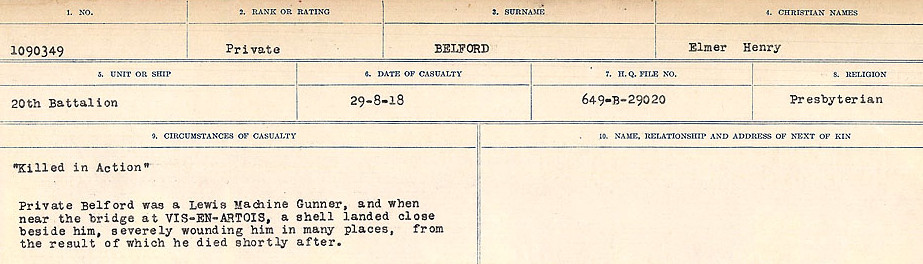 1. NO. 2. RANK OR RATING 3. SURNAME 4. CHRISTIAN NAMES
1090349 Private BELFORD Elmer Henry
5. UNIT OR SHIP 6. DATE OF CASUALTY 7. H.Q. FILE NO. 8. RELIGION
20th Battalion 29-8-18 649-B-29020 Presbyterian
9. CIRCUMSTANCES OF CASUALTY 10. NAME, RELATIONSHIP AND ADDRESS OF NEXT OF KIN
"Killed in Action"
Private Belford was a Lewis Machine Gunner, and when
near the bridge at VIS-EN-ARTOIS, a shell landed close
beside him, severely wounding him in many places, from
the result of which he died shortly after.